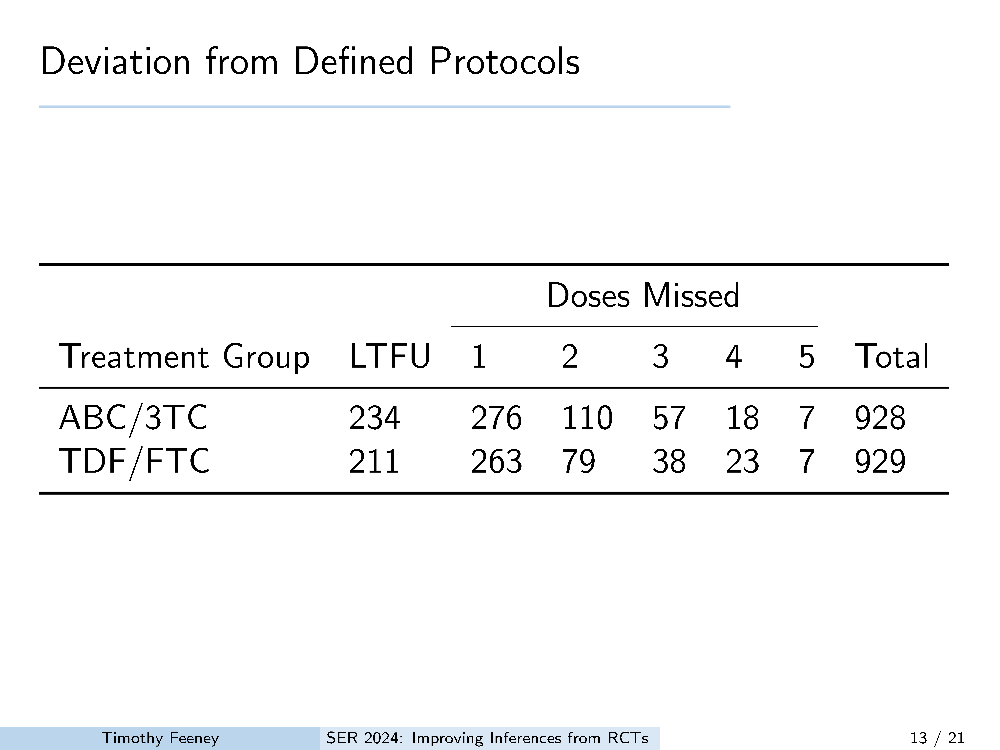 Deviation from Defined Protocols
Doses Missed
Treatment Group LTFU 1 2 3 4 5 Total
ABC/3TC 234 276 110 57 18 7 928
TDF/FTC 211 263 79 38 23 7 929
Timothy Feeney SER 2024: Improving Inferences from RCTs 13 / 21